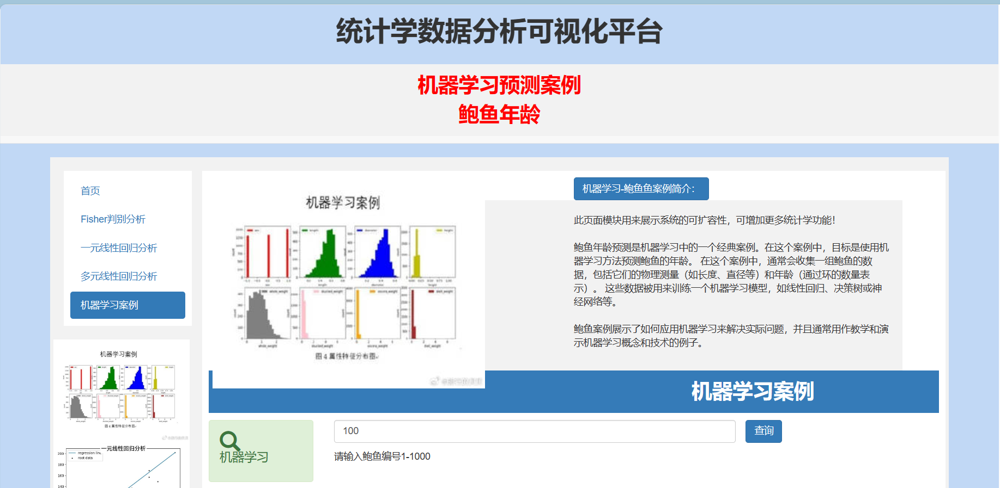 统计学数据分析可视化平台
机器学习预测案例
鲍鱼年龄
首页
Fisher判别分析
一元线性回归分析
多元线性回归分析
机器学习案例
机器学习案例
图 4 属性特征分布图
一元线性回归分析
regression line
root data
200
180
160
140
机器学习案例
sex
length
diameter
height
whole_weight
shucked_weight
viscera_weight
shell_weight
图 4 属性特征分布图
机器学习-鲍鱼鱼案例简介：
此页面模块用来展示系统的可扩容性，可增加更多统计学功能！
鲍鱼年龄预测是机器学习中的一个经典案例。在这个案例中，目标是使用机
器学习方法预测鲍鱼的年龄。 在这个案例中，通常会收集一组鲍鱼的数
据，包括它们的物理测量（如长度、直径等）和年龄（通过环的数量表
示）。 这些数据被用来训练一个机器学习模型，如线性回归、决策树或神
经网络等。
鲍鱼案例展示了如何应用机器学习来解决实际问题，并且通常用作教学和演
示机器学习概念和技术的例子。
机器学习案例
机器学习
100
查询
请输入鲍鱼编号1-1000